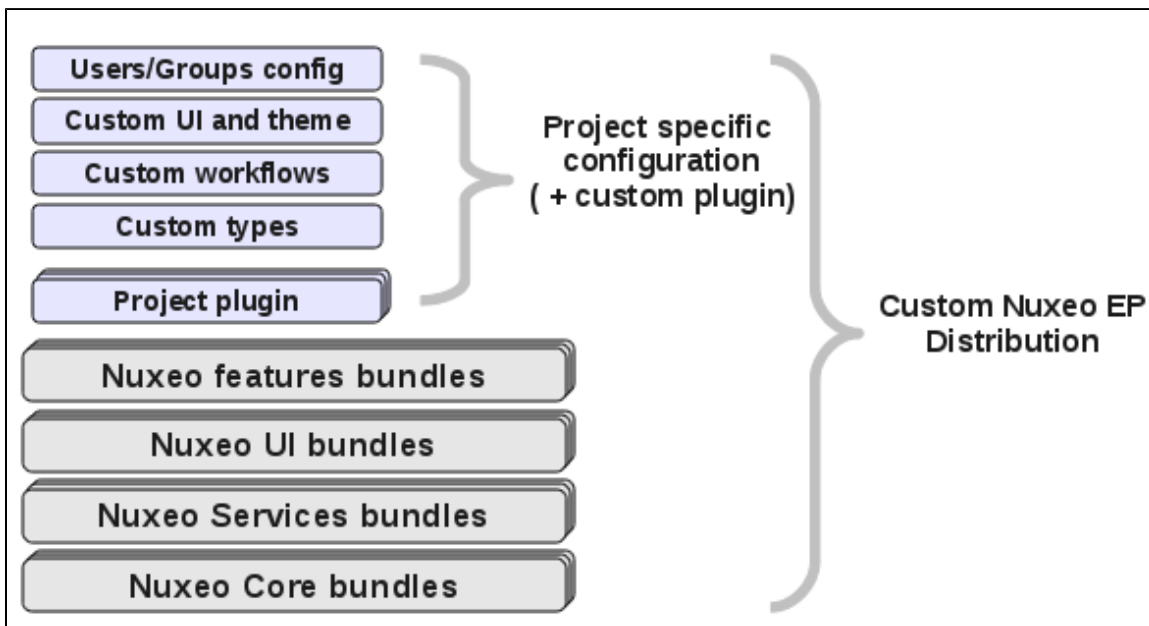 Users/Groups config
Custom UI and theme
Custom workflows
Custom types
Project plugin
Project specific
configuration
( + custom plugin)
Nuxeo features bundles
Nuxeo UI bundles
Nuxeo Services bundles
Nuxeo Core bundles
Custom Nuxeo EP
Distribution